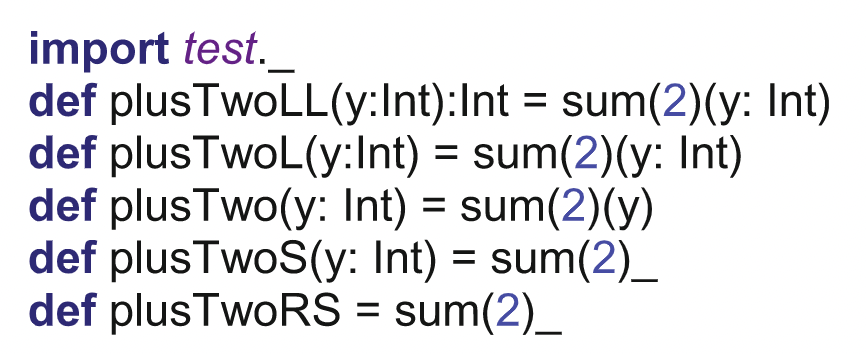 import test._
def plusTwoLL(y:Int):Int = sum(2)(y: Int)
def plusTwoL(y:Int) = sum(2)(y: Int)
def plusTwo(y: Int) = sum(2)(y)
def plusTwoS(y: Int) = sum(2)_
def plusTwoRS = sum(2)_